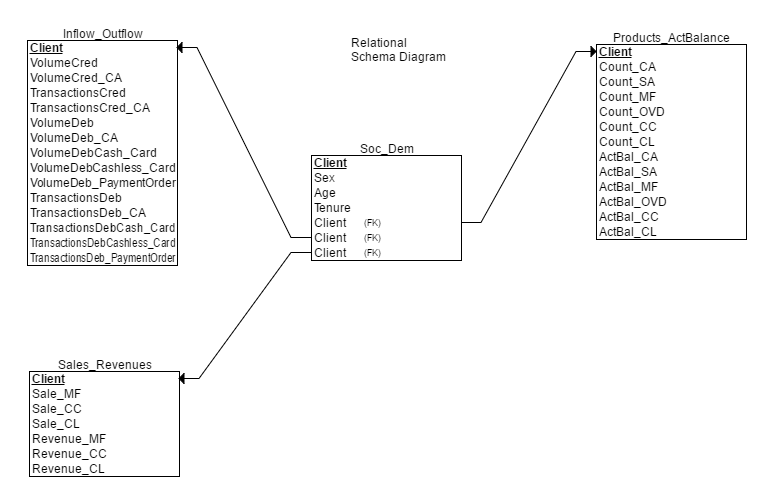 Inflow_Outflow
Client
VolumeCred
VolumeCred_CA
TransactionsCred
TransactionsCred_CA
VolumeDeb
VolumeDeb_CA
VolumeDebCash_Card
VolumeDebCashless_Card
VolumeDeb_PaymentOrder
TransactionsDeb
TransactionsDeb_CA
TransactionsDebCash_Card
TransactionsDebCashless_Card
TransactionsDeb_PaymentOrder
Relational
Schema Diagram
Products_ActBalance
Client
Count_CA
Count_SA
Count_MF
Count_OVD
Count_CC
Count_CL
ActBal_CA
ActBal_SA
ActBal_MF
ActBal_OVD
ActBal_CC
ActBal_CL
Soc_Dem
Client
Sex
Age
Tenure
Client (FK)
Client (FK)
Client (FK)
Sales_Revenues
Client
Sale_MF
Sale_CC
Sale_CL
Revenue_MF
Revenue_CC
Revenue_CL